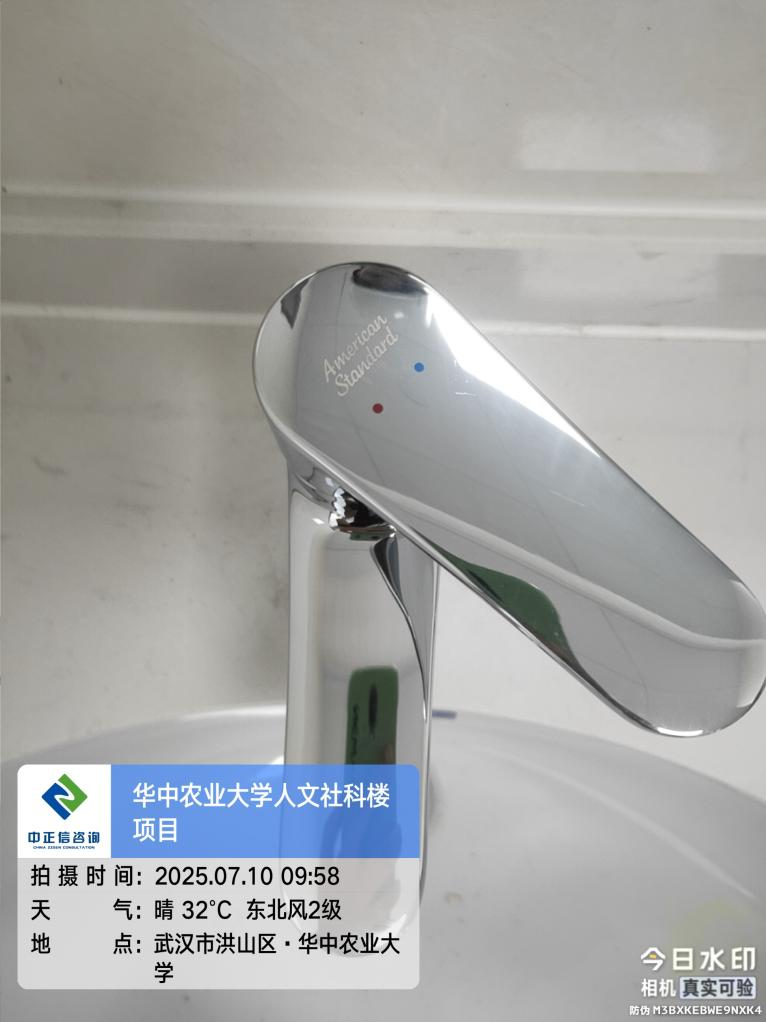 American
Standard
中正信咨询
CHINA ZZXEN CONSULTATION
华中农业大学人文社科楼
项目
拍摄时间：2025.07.10 09:58
天气：晴 32℃ 东北风2级
地点：武汉市洪山区·华中农业大
学
今日水印
相机 真实可验
防伪 M3BXKEBWE9NXK4